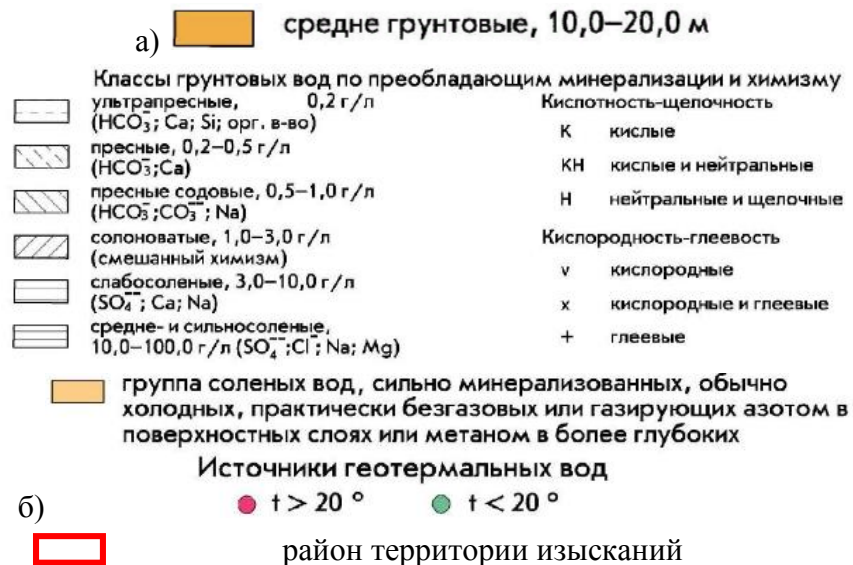 а) средне грунтовые, 10,0–20,0 м
Классы грунтовых вод по преобладающим минерализации и химизму
ультрапресные, 0,2 г/л
(HCO₃⁻; Ca; Si; орг. в-во)
пресные, 0,2–0,5 г/л
(HCO₃⁻;Ca)
пресные содовые, 0,5–1,0 г/л
(HCO₃⁻;CO₃⁻⁻; Na)
солоноватые, 1,0–3,0 г/л
(смешанный химизм)
слабосоленые, 3,0–10,0 г/л
(SO₄⁻⁻; Ca; Na)
средне- и сильносоленые,
10,0–100,0 г/л (SO₄⁻⁻;Cl⁻; Na; Mg)
Кислотность-щелочность
К кислые
КН кислые и нейтральные
Н нейтральные и щелочные
Кислородность-глеевость
v кислородные
x кислородные и глеевые
+ глеевые
группа соленых вод, сильно минерализованных, обычно
холодных, практически безгазовых или газирующих азотом в
поверхностных слоях или метаном в более глубоких
Источники геотермальных вод
б) t > 20 ° t < 20 °
район территории изысканий